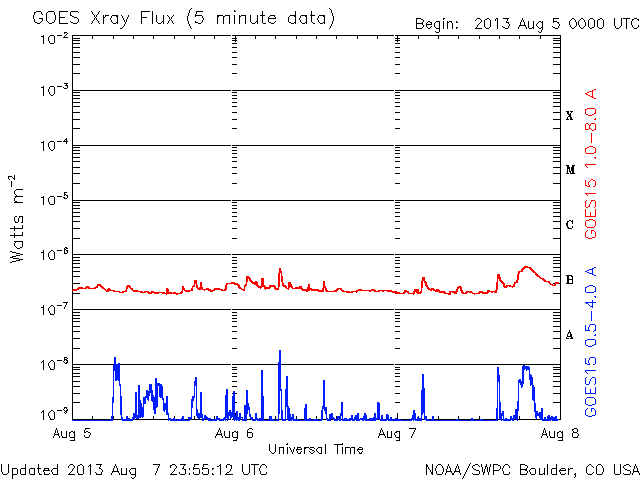 GOES Xray Flux (5 minute data)
Begin: 2013 Aug 5 0000 UTC
10⁻²
10⁻³
10⁻⁴
10⁻⁵
10⁻⁶
10⁻⁷
10⁻⁸
10⁻⁹
Watts m⁻²
X
M
C
B
A
GOES15 1.0-8.0 A
GOES15 0.5-4.0 A
Aug 5
Aug 6
Aug 7
Aug 8
Universal Time
Updated 2013 Aug 7 23:55:12 UTC
NOAA/SWPC Boulder, CO USA